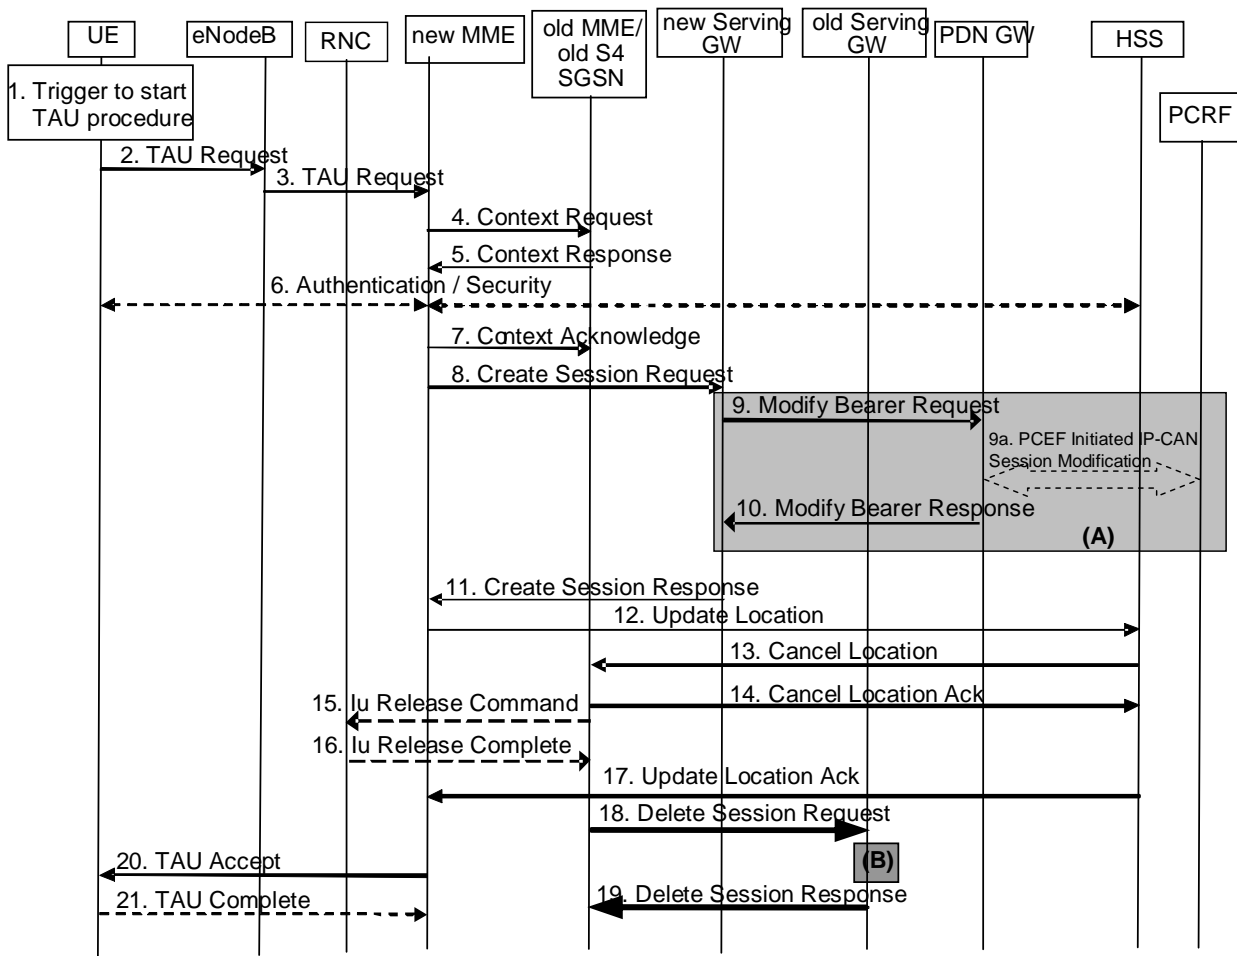 UE
eNodeB
RNC
new MME
old MME/
old S4
SGSN
new Serving
GW
old Serving
GW
PDN GW
HSS
PCRF
1. Trigger to start
TAU procedure
2. TAU Request
3. TAU Request
4. Context Request
5. Context Response
6. Authentication / Security
7. Context Acknowledge
8. Create Session Request
9. Modify Bearer Request
9a. PCEF Initiated IP-CAN
Session Modification
10. Modify Bearer Response
(A)
11. Create Session Response
12. Update Location
13. Cancel Location
14. Cancel Location Ack
15. Iu Release Command
16. Iu Release Complete
17. Update Location Ack
18. Delete Session Request
(B)
20. TAU Accept
19. Delete Session Response
21. TAU Complete